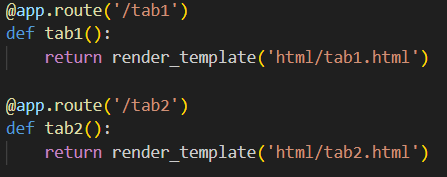 @app.route('/tab1')
def tab1():
    return render_template('html/tab1.html')
@app.route('/tab2')
def tab2():
    return render_template('html/tab2.html')